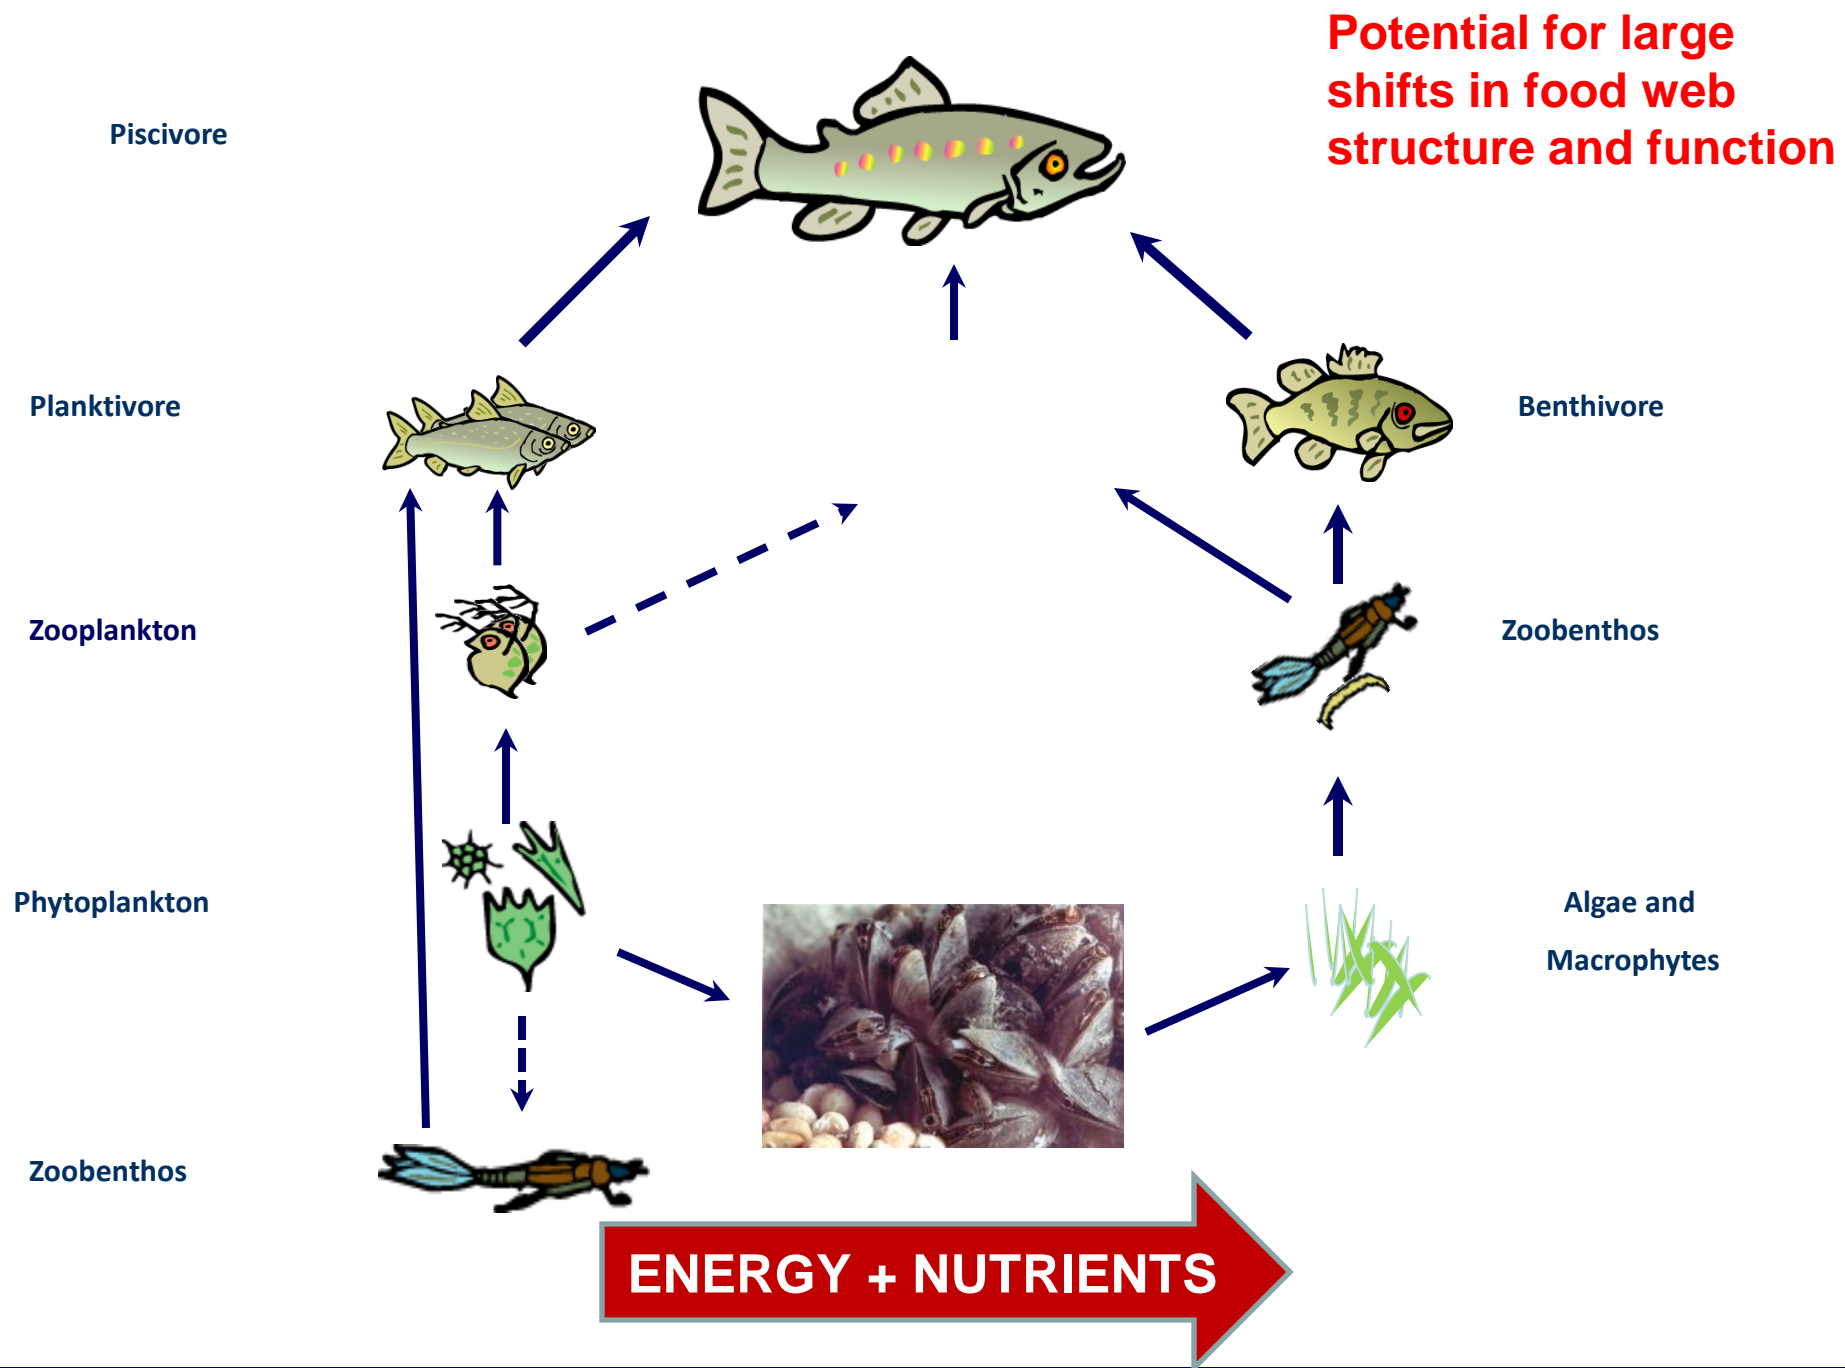 Potential for large
shifts in food web
structure and function
Piscivore
Planktivore
Benthivore
Zooplankton
Zoobenthos
Phytoplankton
Algae and
Macrophytes
Zoobenthos
ENERGY + NUTRIENTS